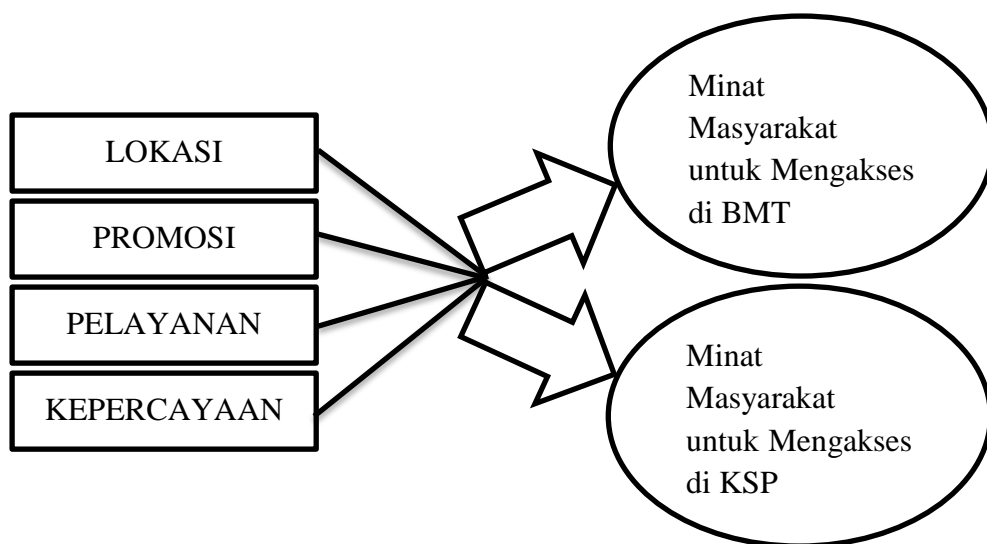 LOKASI
PROMOSI
PELAYANAN
KEPERCAYAAN
Minat
Masyarakat
untuk Mengakses
di BMT
Minat
Masyarakat
untuk Mengakses
di KSP